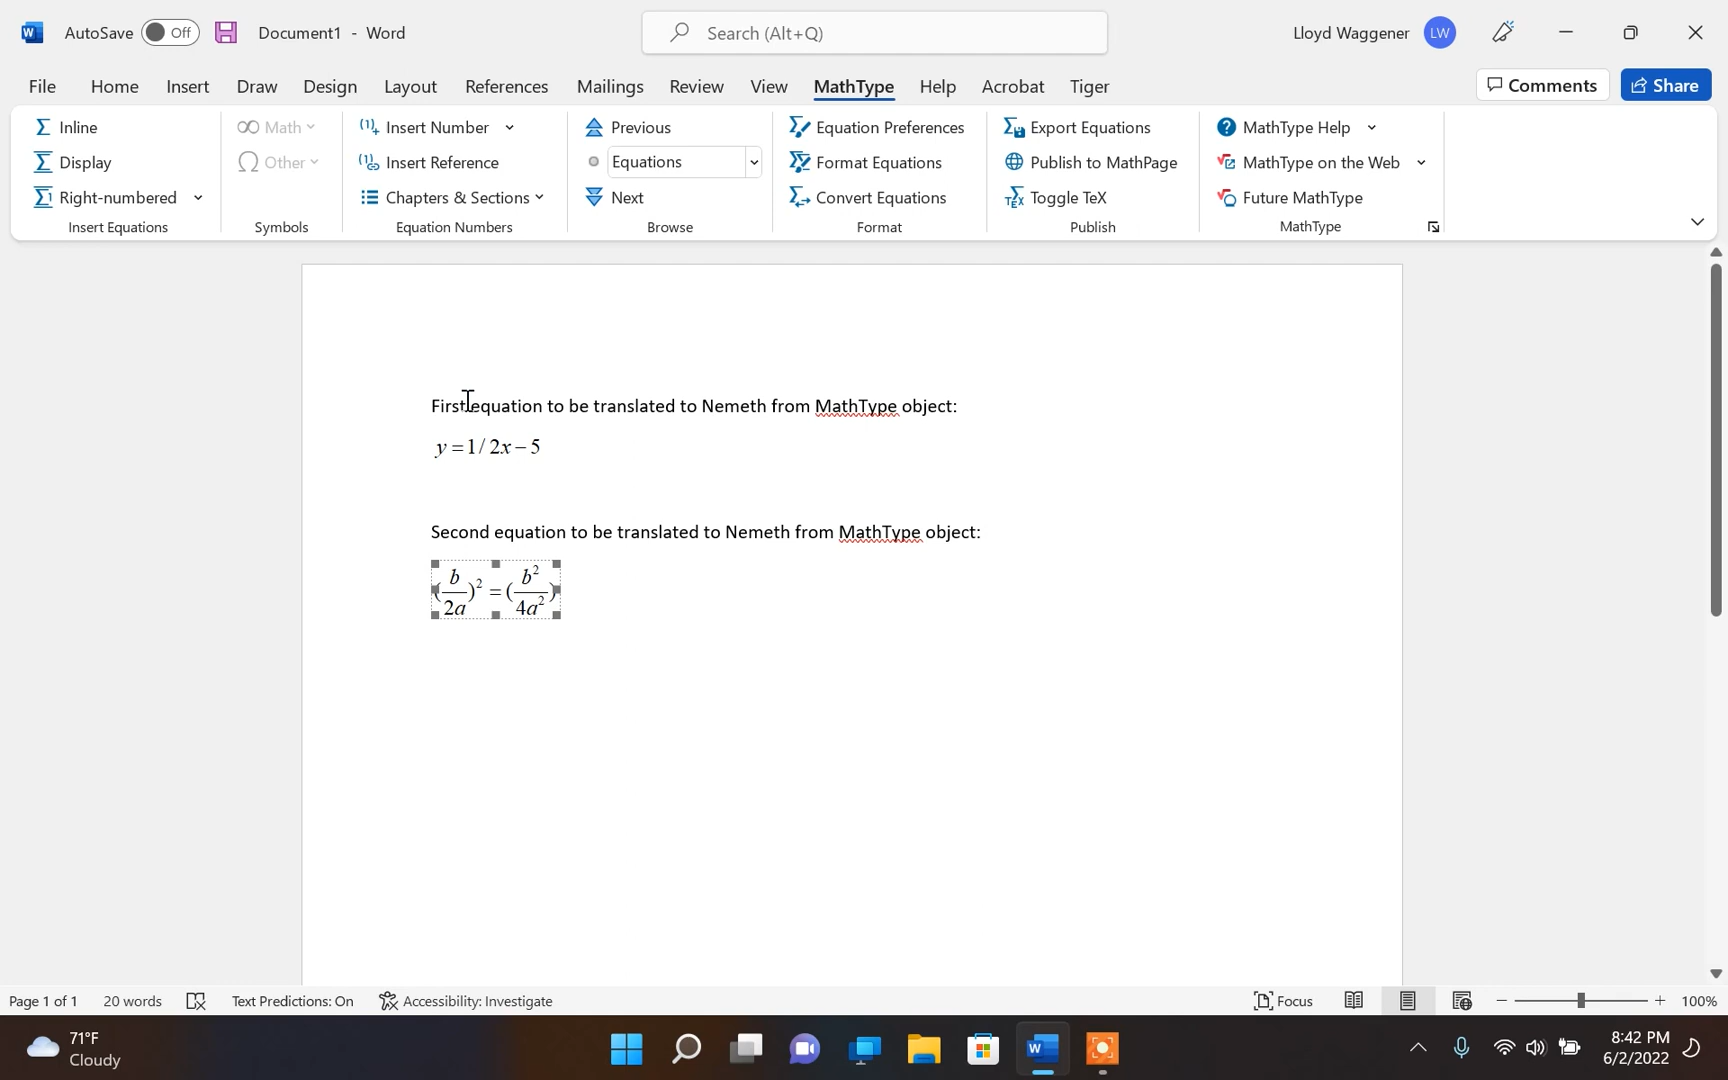 AutoSave Off Document1 - Word Search (Alt+Q) Lloyd Waggener LW
File Home Insert Draw Design Layout References Mailings Review View MathType Help Acrobat Tiger Comments Share
Inline Math Insert Number Previous Equation Preferences Export Equations MathType Help
Display Other Insert Reference Equations Format Equations Publish to MathPage MathType on the Web
Right-numbered Chapters & Sections Next Convert Equations Toggle TeX Future MathType
Insert Equations Symbols Equation Numbers Browse Format Publish MathType
First equation to be translated to Nemeth from MathType object:
y = 1/ 2x − 5
Second equation to be translated to Nemeth from MathType object:
(b/2a)² = (b²/4a²)
Page 1 of 1 20 words Text Predictions: On Accessibility: Investigate Focus 100%
71°F 8:42 PM
Cloudy 6/2/2022